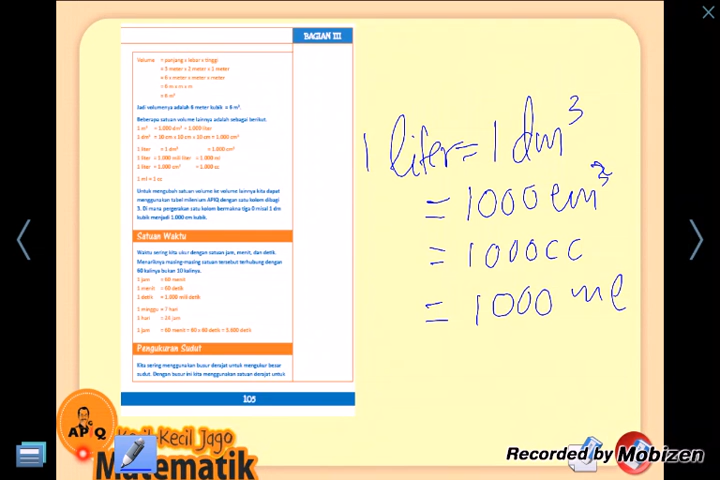 BAGIAN III
Volume = panjang x lebar x tinggi
= 3 meter x 2 meter x 1 meter
= 6 x meter x meter x meter
= 6 m x m x m
= 6 m³
Jadi volumenya adalah 6 meter kubik = 6 m³.
Beberapa satuan volume lainnya adalah sebagai berikut
1 m³ = 1.000 dm³ = 1.000 liter
1 dm³ = 10 cm x 10 cm x 10 cm = 1.000 cm³
1 liter = 1 dm³ = 1.000 cm³
1 liter = 1.000 mili liter = 1.000 ml
1 liter = 1.000 cm³ = 1.000 cc
1 ml = 1 cc
Untuk mengubah satuan volume ke volume lainnya kita dapat
menggunakan tabel milenium APIQ dengan satu kolom dibagi
3. Di mana pergerakan satu kolom bermakna tiga 0 misal 1 dm
kubik menjadi 1.000 cm kubik.
Satuan Waktu
Waktu sering kita ukur dengan satuan jam, menit, dan detik.
Menariknya masing-masing satuan tersebut terhubung dengan
60 kalinya bukan 10 kalinya.
1 jam = 60 menit
1 menit = 60 detik
1 detik = 1.000 mili detik
1 minggu = 7 hari
1 hari = 24 jam
1 jam = 60 menit = 60 x 60 detik = 3.600 detik
Pengukuran Sudut
Kita sering menggunakan busur derajat untuk mengukur besar
sudut. Dengan busur ini kita menggunakan satuan derajat untuk
105
1 liter = 1 dm³
= 1000 cm³
= 1000 cc
= 1000 ml
APIQ
Kecil-Kecil Jago
Matematik
Recorded by Mobizen